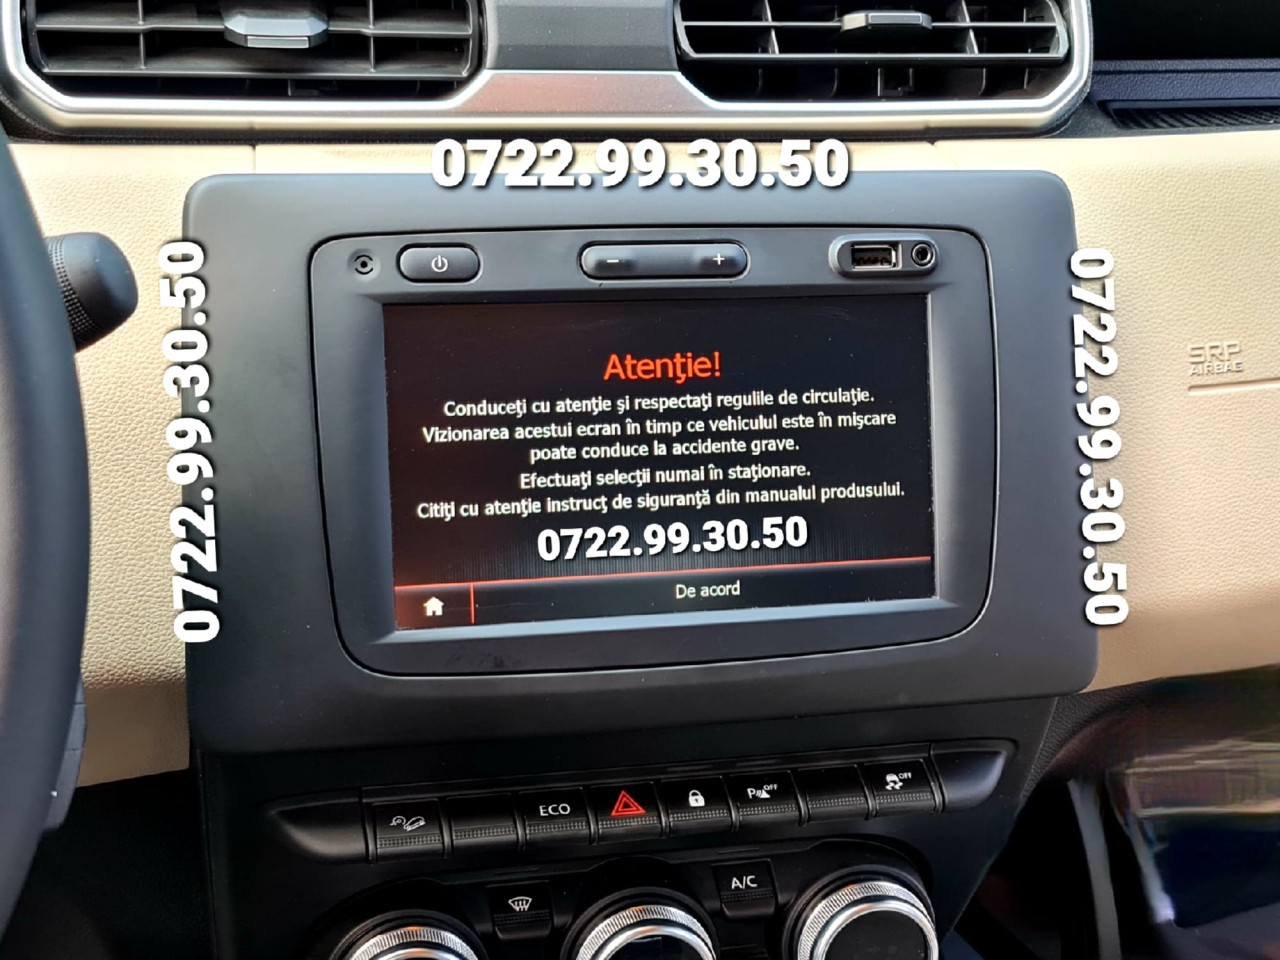 0722.99.30.50
0722.99.30.50
0722.99.30.50
SRP
AIRBAG
Atenţie!
Conduceţi cu atenţie şi respectaţi regulile de circulaţie.
Vizionarea acestui ecran în timp ce vehiculul este în mişcare
poate conduce la accidente grave.
Efectuaţi selecţii numai în staţionare.
Citiţi cu atenţie instrucţ de siguranţă din manualul produsului.
0722.99.30.50
De acord
ECO
P OFF
OFF
A/C